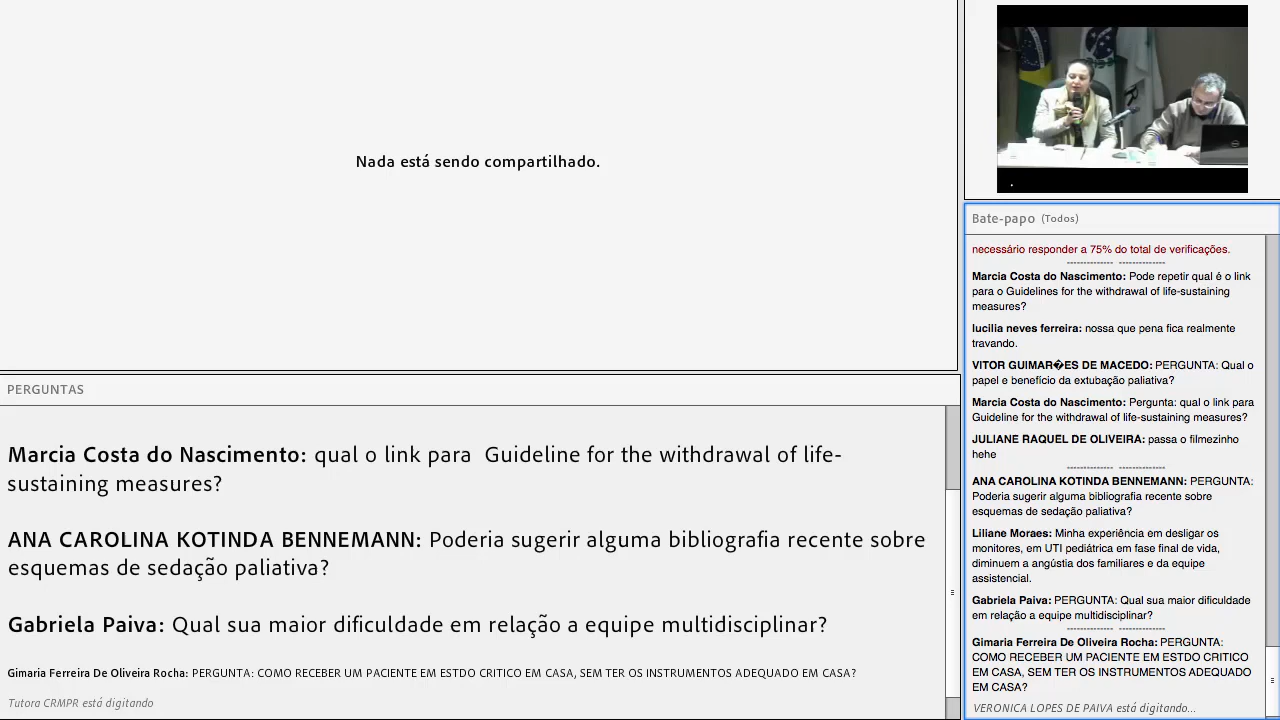 Nada está sendo compartilhado.
PERGUNTAS
Marcia Costa do Nascimento: qual o link para  Guideline for the withdrawal of life-
sustaining measures?
ANA CAROLINA KOTINDA BENNEMANN: Poderia sugerir alguma bibliografia recente sobre
esquemas de sedação paliativa?
Gabriela Paiva: Qual sua maior dificuldade em relação a equipe multidisciplinar?
Gimaria Ferreira De Oliveira Rocha: PERGUNTA: COMO RECEBER UM PACIENTE EM ESTDO CRITICO EM CASA, SEM TER OS INSTRUMENTOS ADEQUADO EM CASA?
Tutora CRMPR está digitando
Bate-papo (Todos)
necessário responder a 75% do total de verificações.
-------------- --------------
Marcia Costa do Nascimento: Pode repetir qual é o link
para o Guidelines for the withdrawal of life-sustaining
measures?
lucilia neves ferreira: nossa que pena fica realmente
travando.
VITOR GUIMAR�ES DE MACEDO: PERGUNTA: Qual o
papel e benefício da extubação paliativa?
Marcia Costa do Nascimento: Pergunta: qual o link para
Guideline for the withdrawal of life-sustaining measures?
JULIANE RAQUEL DE OLIVEIRA: passa o filmezinho
hehe
-------------- --------------
ANA CAROLINA KOTINDA BENNEMANN: PERGUNTA:
Poderia sugerir alguma bibliografia recente sobre
esquemas de sedação paliativa?
Liliane Moraes: Minha experiência em desligar os
monitores, em UTI pediátrica em fase final de vida,
diminuem a angústia dos familiares e da equipe
assistencial.
Gabriela Paiva: PERGUNTA: Qual sua maior dificuldade
em relação a equipe multidisciplinar?
-------------- --------------
Gimaria Ferreira De Oliveira Rocha: PERGUNTA:
COMO RECEBER UM PACIENTE EM ESTDO CRITICO
EM CASA, SEM TER OS INSTRUMENTOS ADEQUADO
EM CASA?
VERONICA LOPES DE PAIVA está digitando...